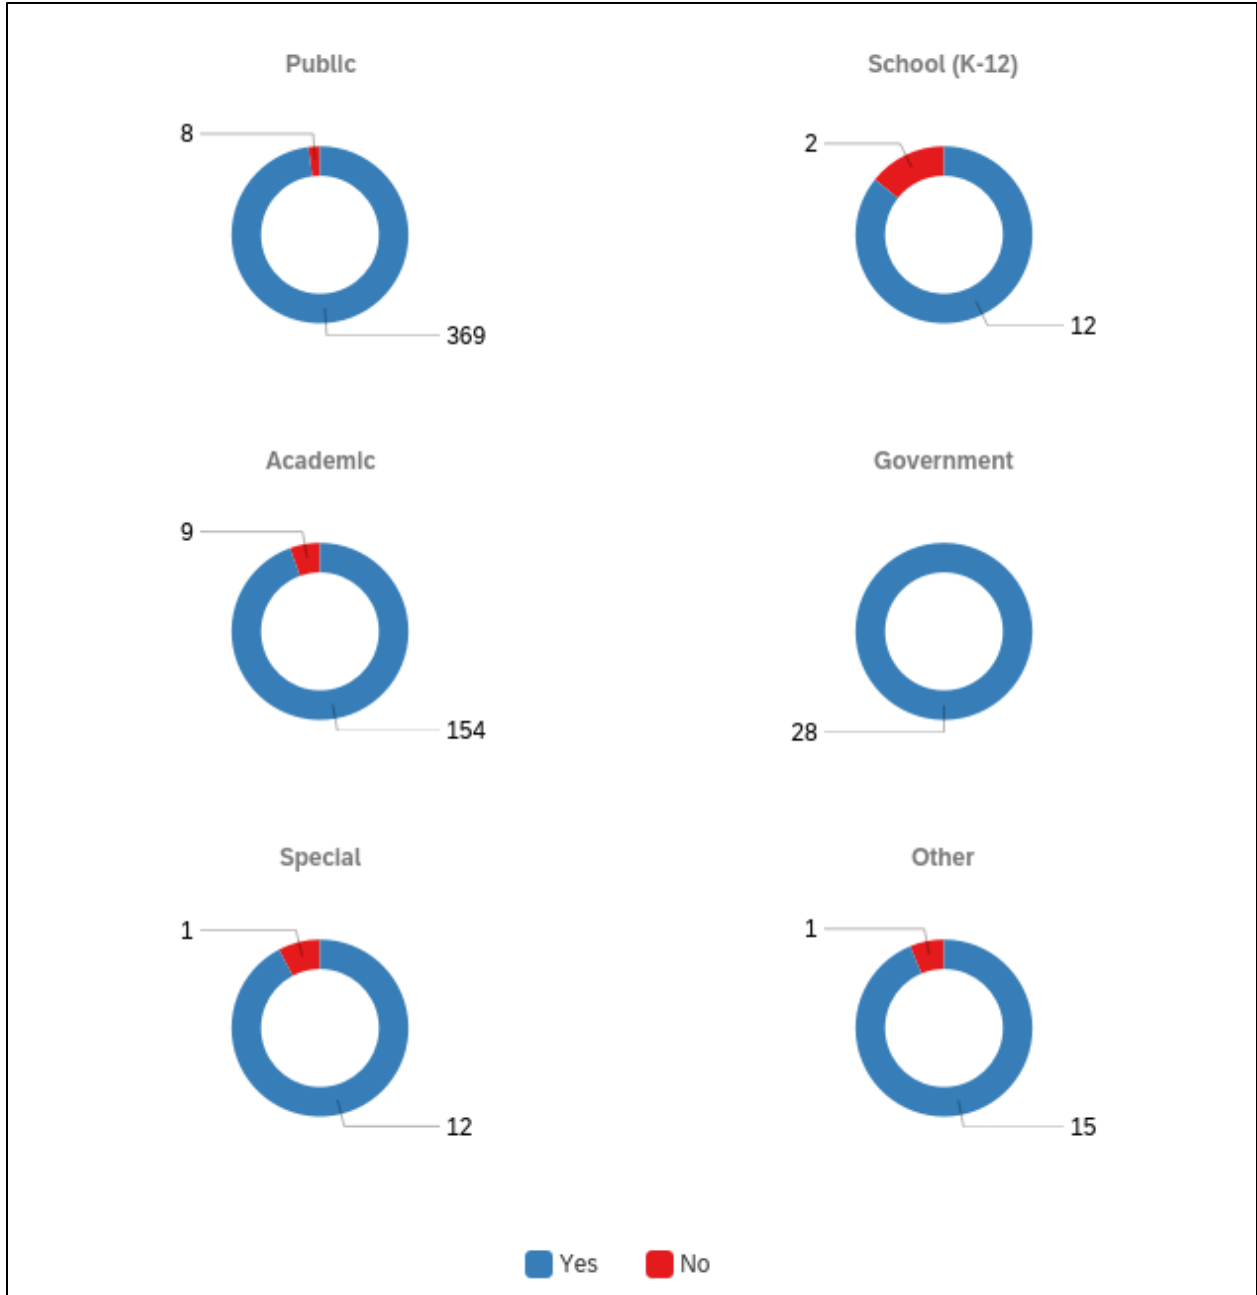 Public
8
369
School (K-12)
2
12
Academic
9
154
Government
28
Special
1
12
Other
1
15
Yes
No